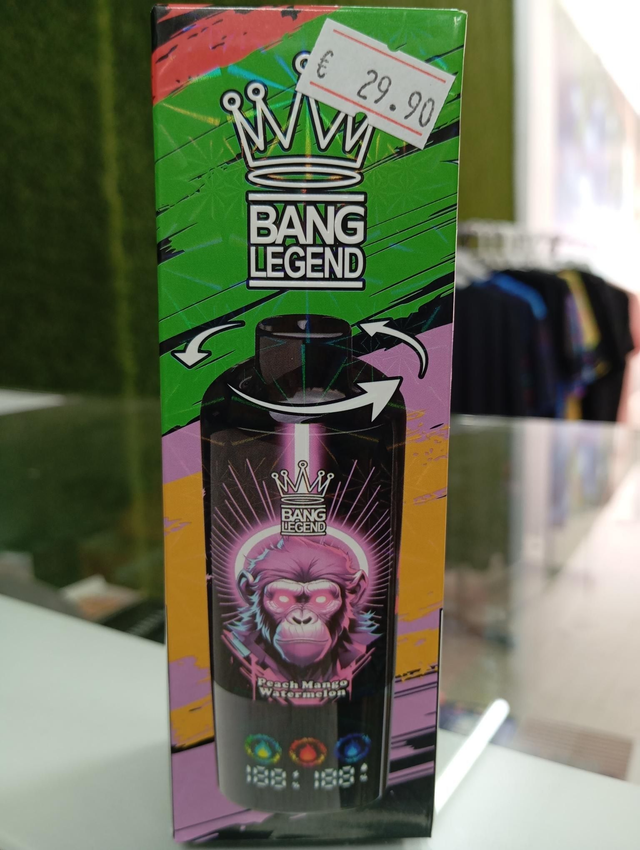 € 29.90
BANG
LEGEND
BANG
LEGEND
Peach Mango
Watermelon
188% 188%